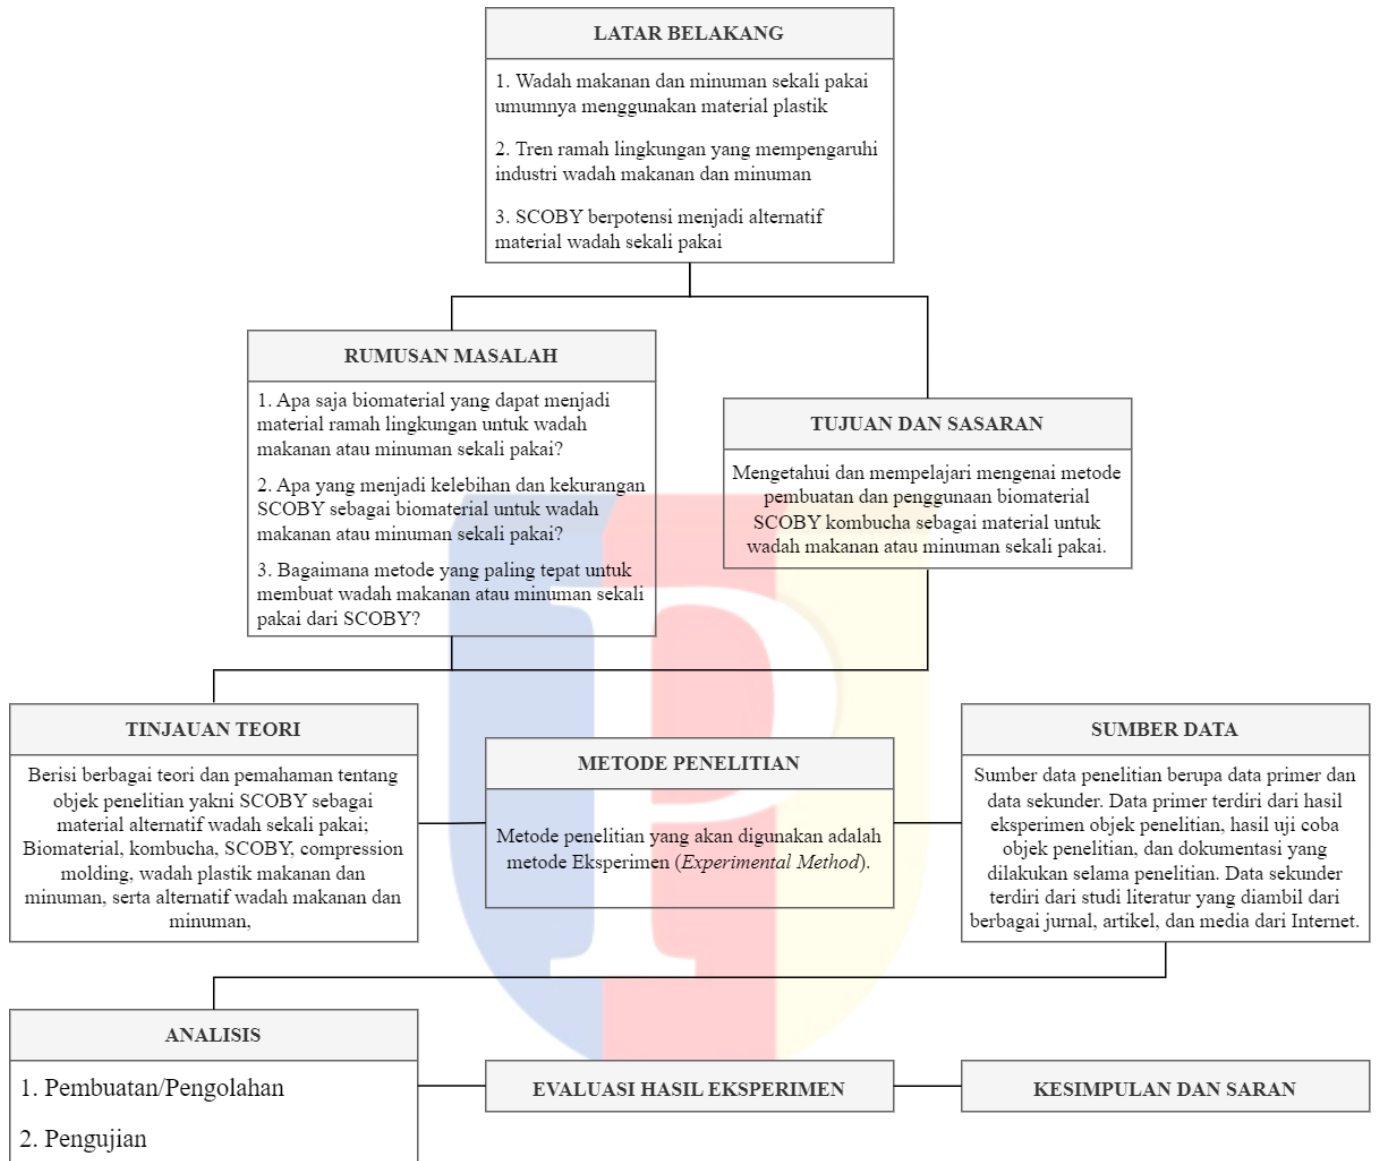 LATAR BELAKANG
1. Wadah makanan dan minuman sekali pakai
umumnya menggunakan material plastik
2. Tren ramah lingkungan yang mempengaruhi
industri wadah makanan dan minuman
3. SCOBY berpotensi menjadi alternatif
material wadah sekali pakai
RUMUSAN MASALAH
1. Apa saja biomaterial yang dapat menjadi
material ramah lingkungan untuk wadah
makanan atau minuman sekali pakai?
2. Apa yang menjadi kelebihan dan kekurangan
SCOBY sebagai biomaterial untuk wadah
makanan atau minuman sekali pakai?
3. Bagaimana metode yang paling tepat untuk
membuat wadah makanan atau minuman sekali
pakai dari SCOBY?
TUJUAN DAN SASARAN
Mengetahui dan mempelajari mengenai metode
pembuatan dan penggunaan biomaterial
SCOBY kombucha sebagai material untuk
wadah makanan atau minuman sekali pakai.
TINJAUAN TEORI
Berisi berbagai teori dan pemahaman tentang
objek penelitian yakni SCOBY sebagai
material alternatif wadah sekali pakai;
Biomaterial, kombucha, SCOBY, compression
molding, wadah plastik makanan dan
minuman, serta alternatif wadah makanan dan
minuman,
METODE PENELITIAN
Metode penelitian yang akan digunakan adalah
metode Eksperimen (Experimental Method).
SUMBER DATA
Sumber data penelitian berupa data primer dan
data sekunder. Data primer terdiri dari hasil
eksperimen objek penelitian, hasil uji coba
objek penelitian, dan dokumentasi yang
dilakukan selama penelitian. Data sekunder
terdiri dari studi literatur yang diambil dari
berbagai jurnal, artikel, dan media dari Internet.
ANALISIS
1. Pembuatan/Pengolahan
2. Pengujian
EVALUASI HASIL EKSPERIMEN
KESIMPULAN DAN SARAN